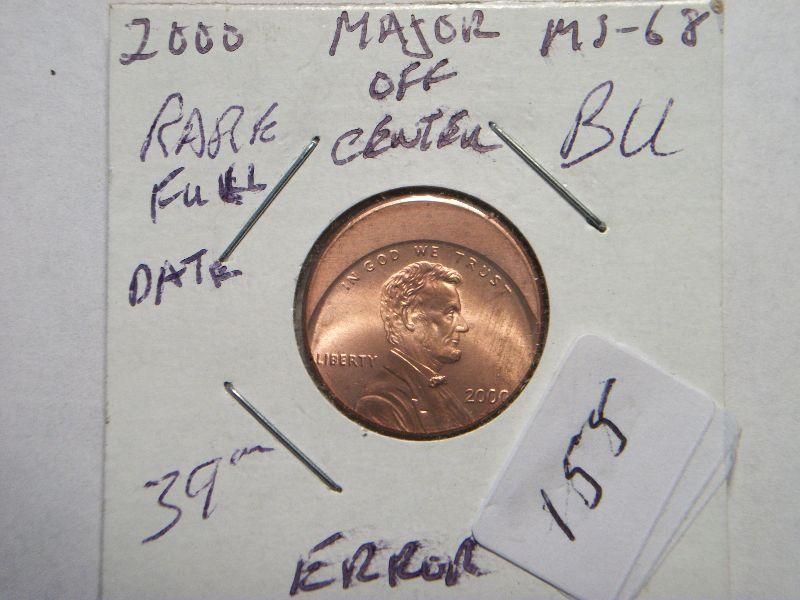 2000 MAJOR MS-68
OFF
RARE CENTER BU
FULL
DATE
IN GOD WE TRUST
LIBERTY
2000
155
39
ERROR